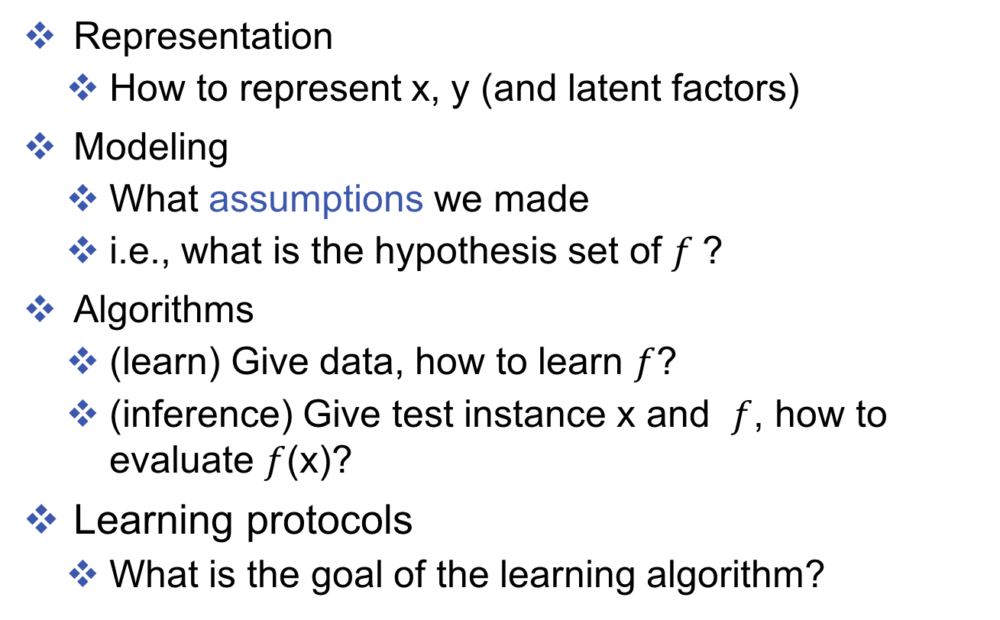 ❖ Representation
❖ How to represent x, y (and latent factors)
❖ Modeling
❖ What assumptions we made
❖ i.e., what is the hypothesis set of 𝑓 ?
❖ Algorithms
❖ (learn) Give data, how to learn 𝑓?
❖ (inference) Give test instance x and 𝑓, how to
evaluate 𝑓(x)?
❖ Learning protocols
❖ What is the goal of the learning algorithm?